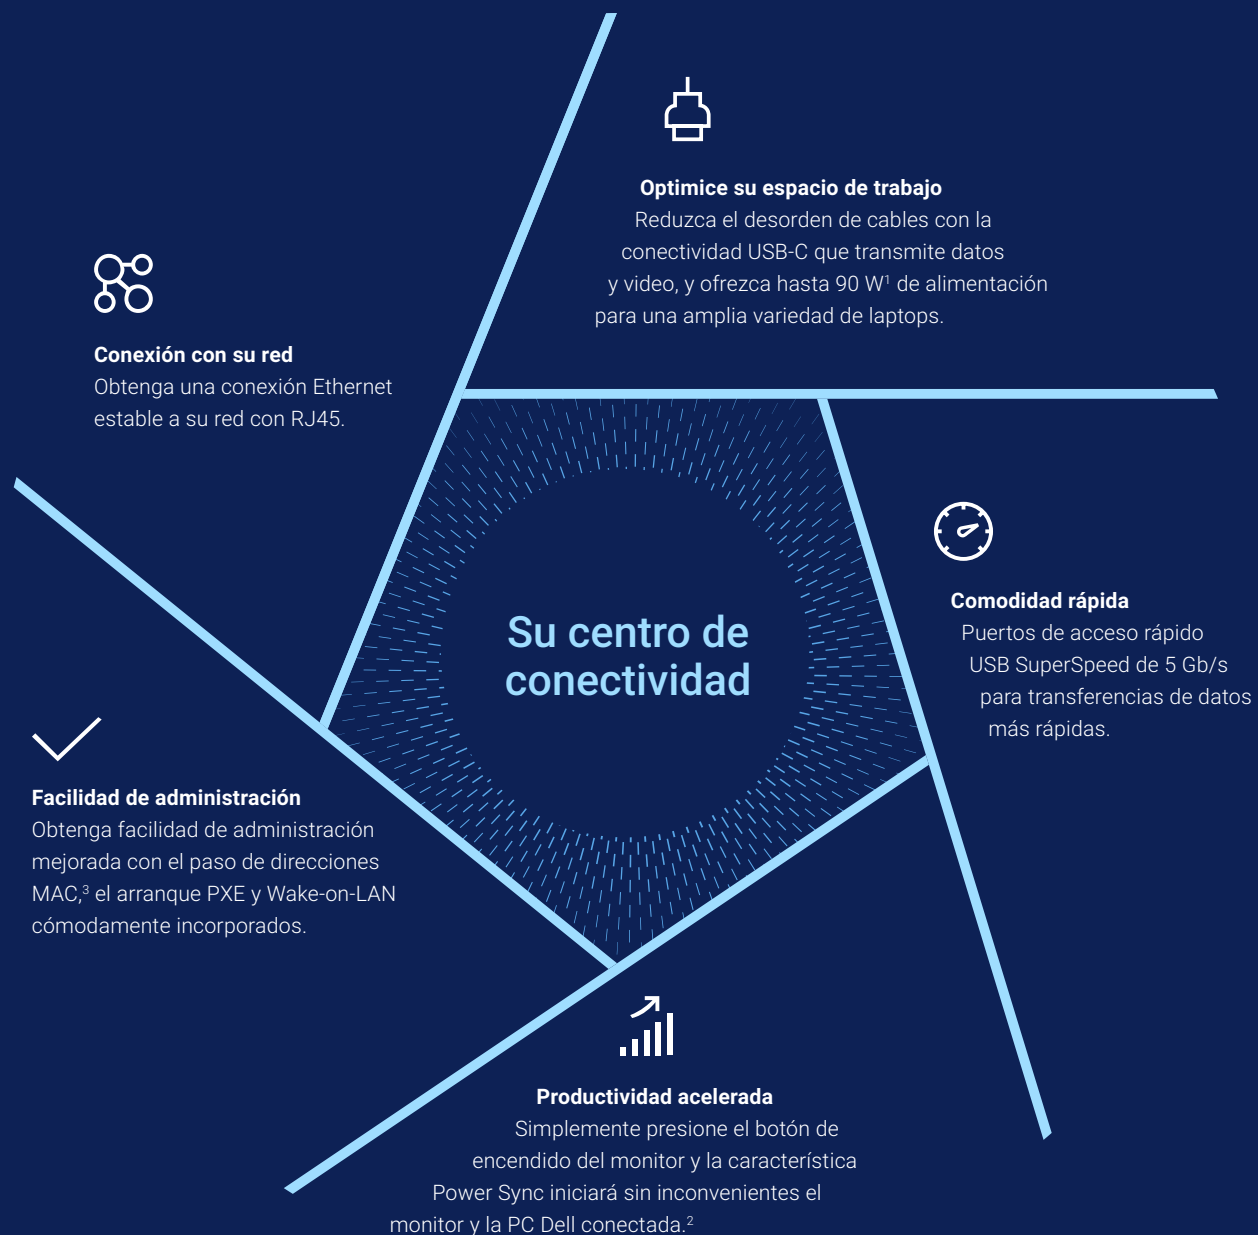 Optimice su espacio de trabajo
Reduzca el desorden de cables con la
conectividad USB-C que transmite datos
y video, y ofrezca hasta 90 W¹ de alimentación
para una amplia variedad de laptops.
Conexión con su red
Obtenga una conexión Ethernet
estable a su red con RJ45.
Su centro de
conectividad
Comodidad rápida
Puertos de acceso rápido
USB SuperSpeed de 5 Gb/s
para transferencias de datos
más rápidas.
Facilidad de administración
Obtenga facilidad de administración
mejorada con el paso de direcciones
MAC,³ el arranque PXE y Wake-on-LAN
cómodamente incorporados.
Productividad acelerada
Simplemente presione el botón de
encendido del monitor y la característica
Power Sync iniciará sin inconvenientes el
monitor y la PC Dell conectada.²